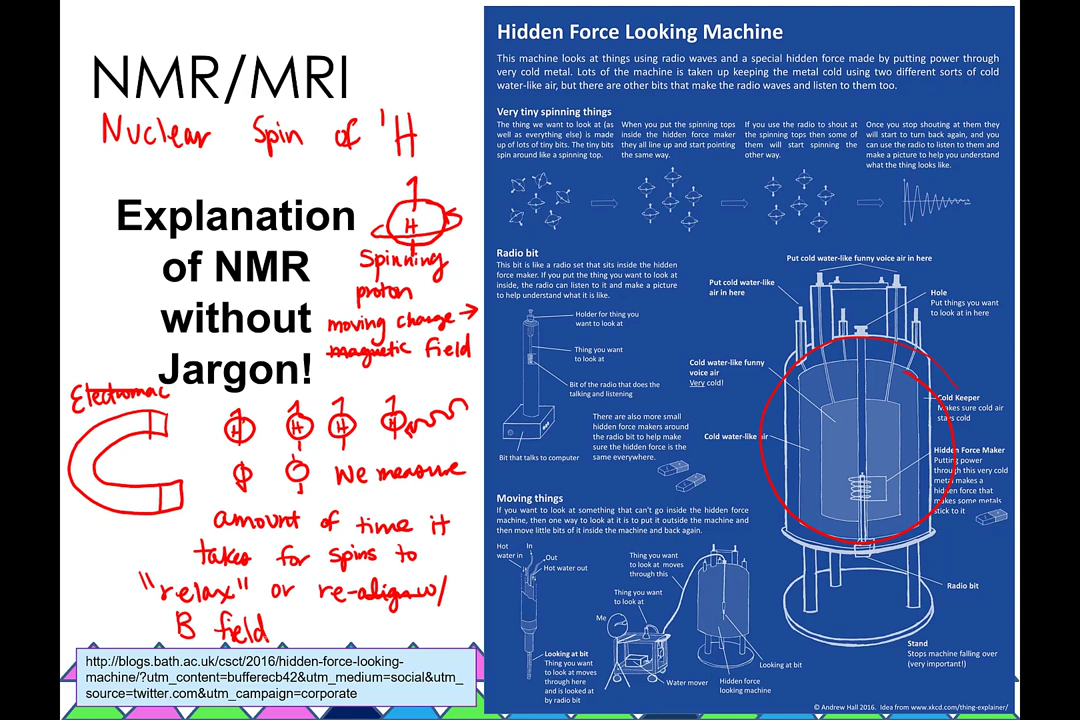 NMR/MRI
Nuclear Spin of ¹H
Explanation
of NMR
without
Jargon!
H
Spinning
proton
moving charge →
magnetic field
Electromac
H H H H
We measure
amount of time it
takes for spins to
"relax" or re-align w/
B field
http://blogs.bath.ac.uk/csct/2016/hidden-force-looking-
machine/?utm_content=bufferecb42&utm_medium=social&utm_
source=twitter.com&utm_campaign=corporate
Hidden Force Looking Machine
This machine looks at things using radio waves and a special hidden force made by putting power through
very cold metal. Lots of the machine is taken up keeping the metal cold using two different sorts of cold
water-like air, but there are other bits that make the radio waves and listen to them too.
Very tiny spinning things
The thing we want to look at (as
well as everything else) is made
up of lots of tiny bits. The tiny bits
spin around like a spinning top.
When you put the spinning tops
inside the hidden force maker
they all line up and start pointing
the same way.
If you use the radio to shout at
the spinning tops then some of
them will start spinning the
other way.
Once you stop shouting at them they
will start to turn back again, and you
can use the radio to listen to them and
make a picture to help you understand
what the thing looks like.
Radio bit
This bit is like a radio set that sits inside the hidden
force maker. If you put the thing you want to look at
inside, the radio can listen to it and make a picture
to help understand what it is like.
Holder for thing you
want to look at
Thing you want
to look at
Bit of the radio that does the
talking and listening
There are also more small
hidden force makers around
the radio bit to help make
sure the hidden force is the
same everywhere.
Bit that talks to computer
Put cold water-like funny voice air in here
Put cold water-like
air in here
Hole
Put things you want
to look at in here
Cold water-like funny
voice air
Very cold!
Cold water-like air
Cold Keeper
Makes sure cold air
stays cold
Hidden Force Maker
Putting power
through this very cold
metal makes a
hidden force that
makes some metals
stick to it
Radio bit
Stand
Stops machine falling over
(very important!)
Moving things
If you want to look at something that can't go inside the hidden force
machine, then one way to look at it is to put it outside the machine and
then move little bits of it inside the machine and back again.
Hot
water in
In
Out
Hot water out
Thing you want
to look at moves
through this
Thing you want
to look at
Me
Looking at bit
Thing you want
to look at moves
through here
and is looked at
by radio bit
Water mover
Looking at bit
Hidden force
looking machine
© Andrew Hall 2016. Idea from www.xkcd.com/thing-explainer/